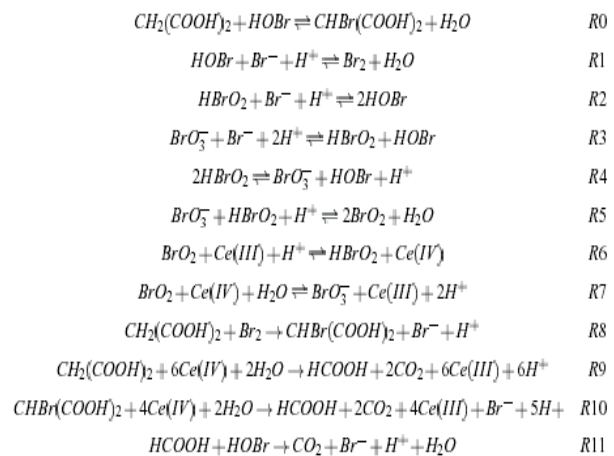 CH₂(COOH)₂+HOBr⇌CHBr(COOH)₂+H₂O R0
HOBr+Br⁻+H⁺⇌Br₂+H₂O R1
HBrO₂+Br⁻+H⁺⇌2HOBr R2
BrO₃⁻+Br⁻+2H⁺⇌HBrO₂+HOBr R3
2HBrO₂⇌BrO₃⁻+HOBr+H⁺ R4
BrO₃⁻+HBrO₂+H⁺⇌2BrO₂+H₂O R5
BrO₂+Ce(III)+H⁺⇌HBrO₂+Ce(IV) R6
BrO₂+Ce(IV)+H₂O⇌BrO₃⁻+Ce(III)+2H⁺ R7
CH₂(COOH)₂+Br₂→CHBr(COOH)₂+Br⁻+H⁺ R8
CH₂(COOH)₂+6Ce(IV)+2H₂O→HCOOH+2CO₂+6Ce(III)+6H⁺ R9
CHBr(COOH)₂+4Ce(IV)+2H₂O→HCOOH+2CO₂+4Ce(III)+Br⁻+5H+ R10
HCOOH+HOBr→CO₂+Br⁻+H⁺+H₂O R11